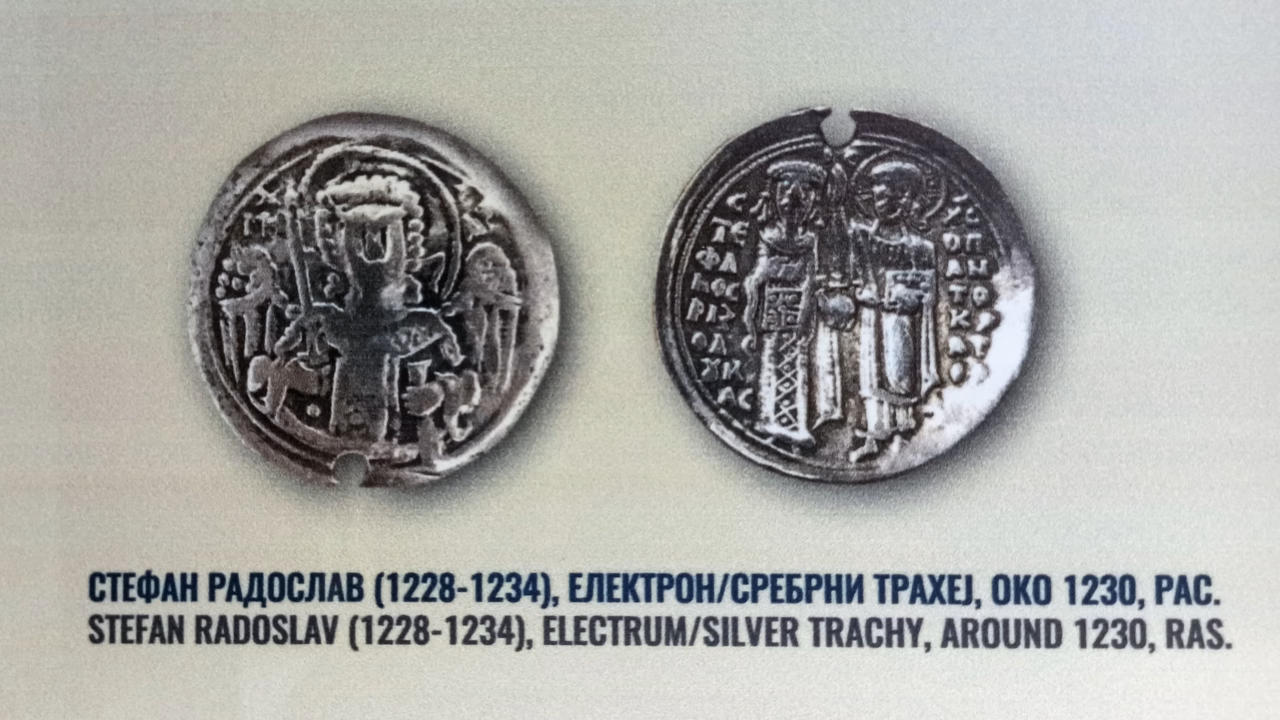 СТЕФАН РАДОСЛАВ (1228-1234), ЕЛЕКТРОН/СРЕБРНИ ТРАХЕЈ, ОКО 1230, РАС.
STEFAN RADOSLAV (1228-1234), ELECTRUM/SILVER TRACHY, AROUND 1230, RAS.